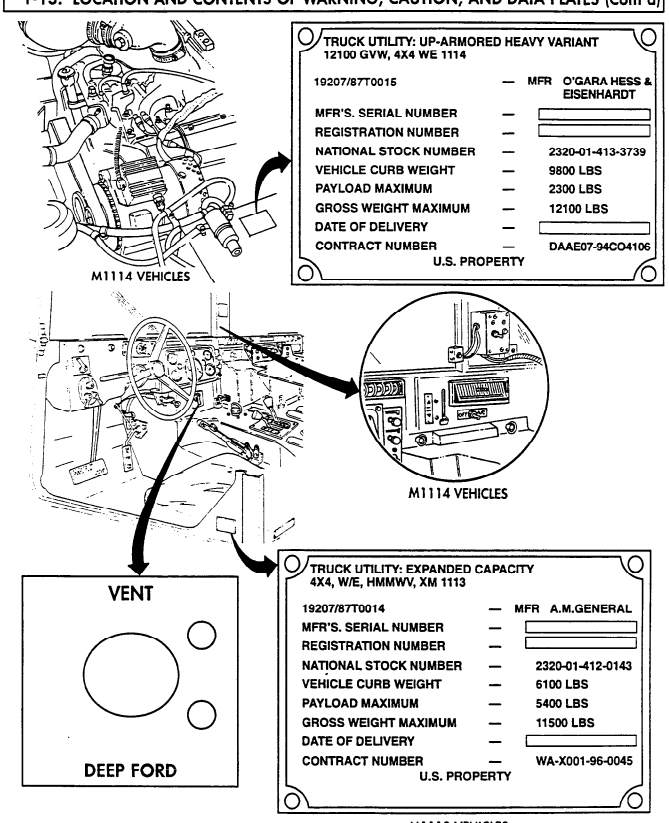 1-15. LOCATION AND CONTENTS OF WARNING, CAUTION, AND DATA PLATES (Cont'd)
TRUCK UTILITY: UP-ARMORED HEAVY VARIANT
12100 GVW, 4X4 WE 1114
19207/87T0015 — MFR O'GARA HESS &
EISENHARDT
MFR'S. SERIAL NUMBER —
REGISTRATION NUMBER —
NATIONAL STOCK NUMBER — 2320-01-413-3739
VEHICLE CURB WEIGHT — 9800 LBS
PAYLOAD MAXIMUM — 2300 LBS
GROSS WEIGHT MAXIMUM — 12100 LBS
DATE OF DELIVERY —
CONTRACT NUMBER — DAAE07-94CO4106
U.S. PROPERTY
M1114 VEHICLES
OFF
M1114 VEHICLES
VENT
DEEP FORD
TRUCK UTILITY: EXPANDED CAPACITY
4X4, W/E, HMMWV, XM 1113
19207/87T0014 — MFR A.M.GENERAL
MFR'S. SERIAL NUMBER —
REGISTRATION NUMBER —
NATIONAL STOCK NUMBER — 2320-01-412-0143
VEHICLE CURB WEIGHT — 6100 LBS
PAYLOAD MAXIMUM — 5400 LBS
GROSS WEIGHT MAXIMUM — 11500 LBS
DATE OF DELIVERY —
CONTRACT NUMBER — WA-X001-96-0045
U.S. PROPERTY
VEHICLES